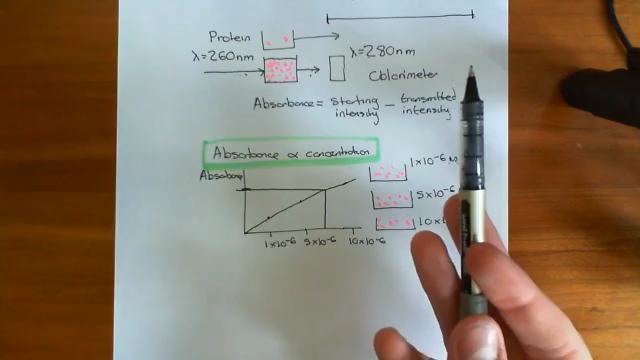 Protein
λ=260nm
λ=280nm
Colorimeter
Absorbance = starting intensity - transmitted intensity
Absorbance ∝ concentration
Absorbance
1×10⁻⁶
5×10⁻⁶
10×1
1×10⁻⁶ 5×10⁻⁶ 10×10⁻⁶